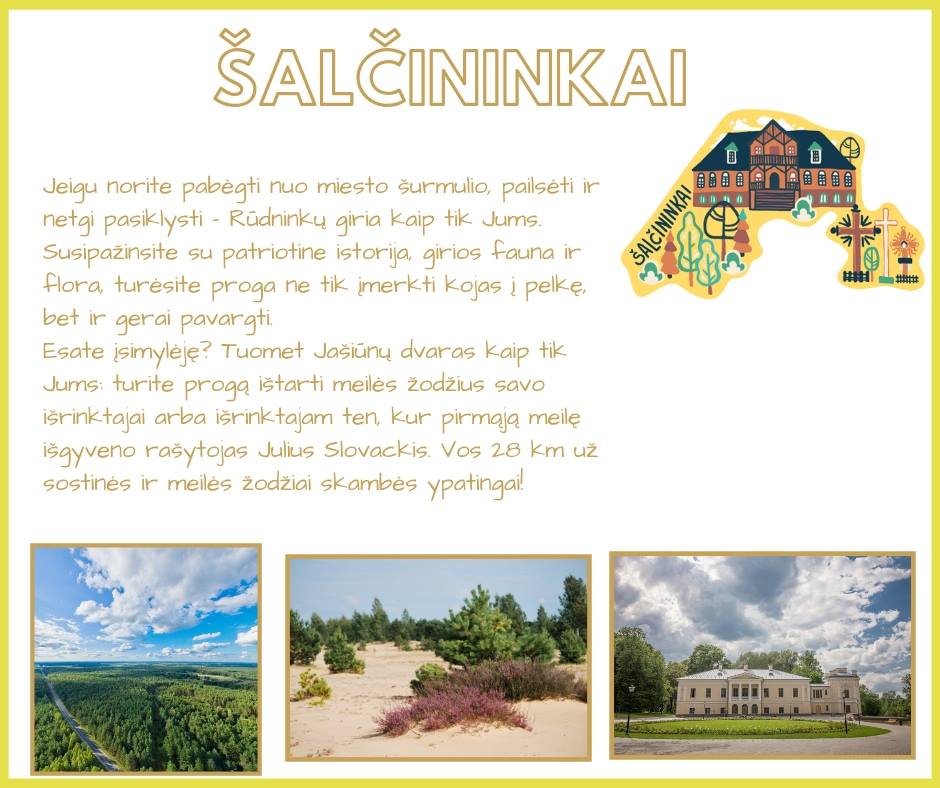 ŠALČININKAI
Jeigu norite pabėgti nuo miesto šurmulio, pailsėti ir
netgi pasiklysti - Rūdninkų giria kaip tik Jums.
Susipažinsite su patriotine istorija, girios fauna ir
flora, turėsite proga ne tik įmerkti kojas į pelkę,
bet ir gerai pavargti.
Esate įsimylėję? Tuomet Jašiūnų dvaras kaip tik
Jums: turite progą ištarti meilės žodžius savo
išrinktajai arba išrinktajam ten, kur pirmąją meilę
išgyveno rašytojas Julius Slovackis. Vos 28 km už
sostinės ir meilės žodžiai skambės ypatingai!
ŠALČININKAI